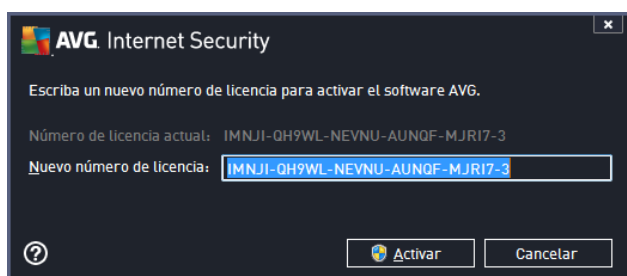 AVG. Internet Security
Escriba un nuevo número de licencia para activar el software AVG.
Número de licencia actual: IMNJI-QH9WL-NEVNU-AUNQF-MJRI7-3
Nuevo número de licencia: IMNJI-QH9WL-NEVNU-AUNQF-MJRI7-3
Activar
Cancelar